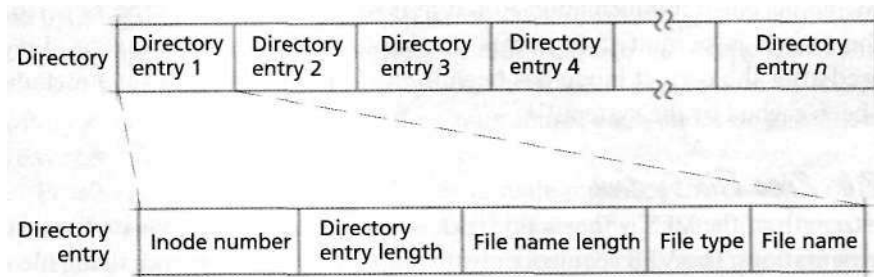 Directory
Directory entry 1
Directory entry 2
Directory entry 3
Directory entry 4
Directory entry n
Directory entry
Inode number
Directory entry length
File name length
File type
File name